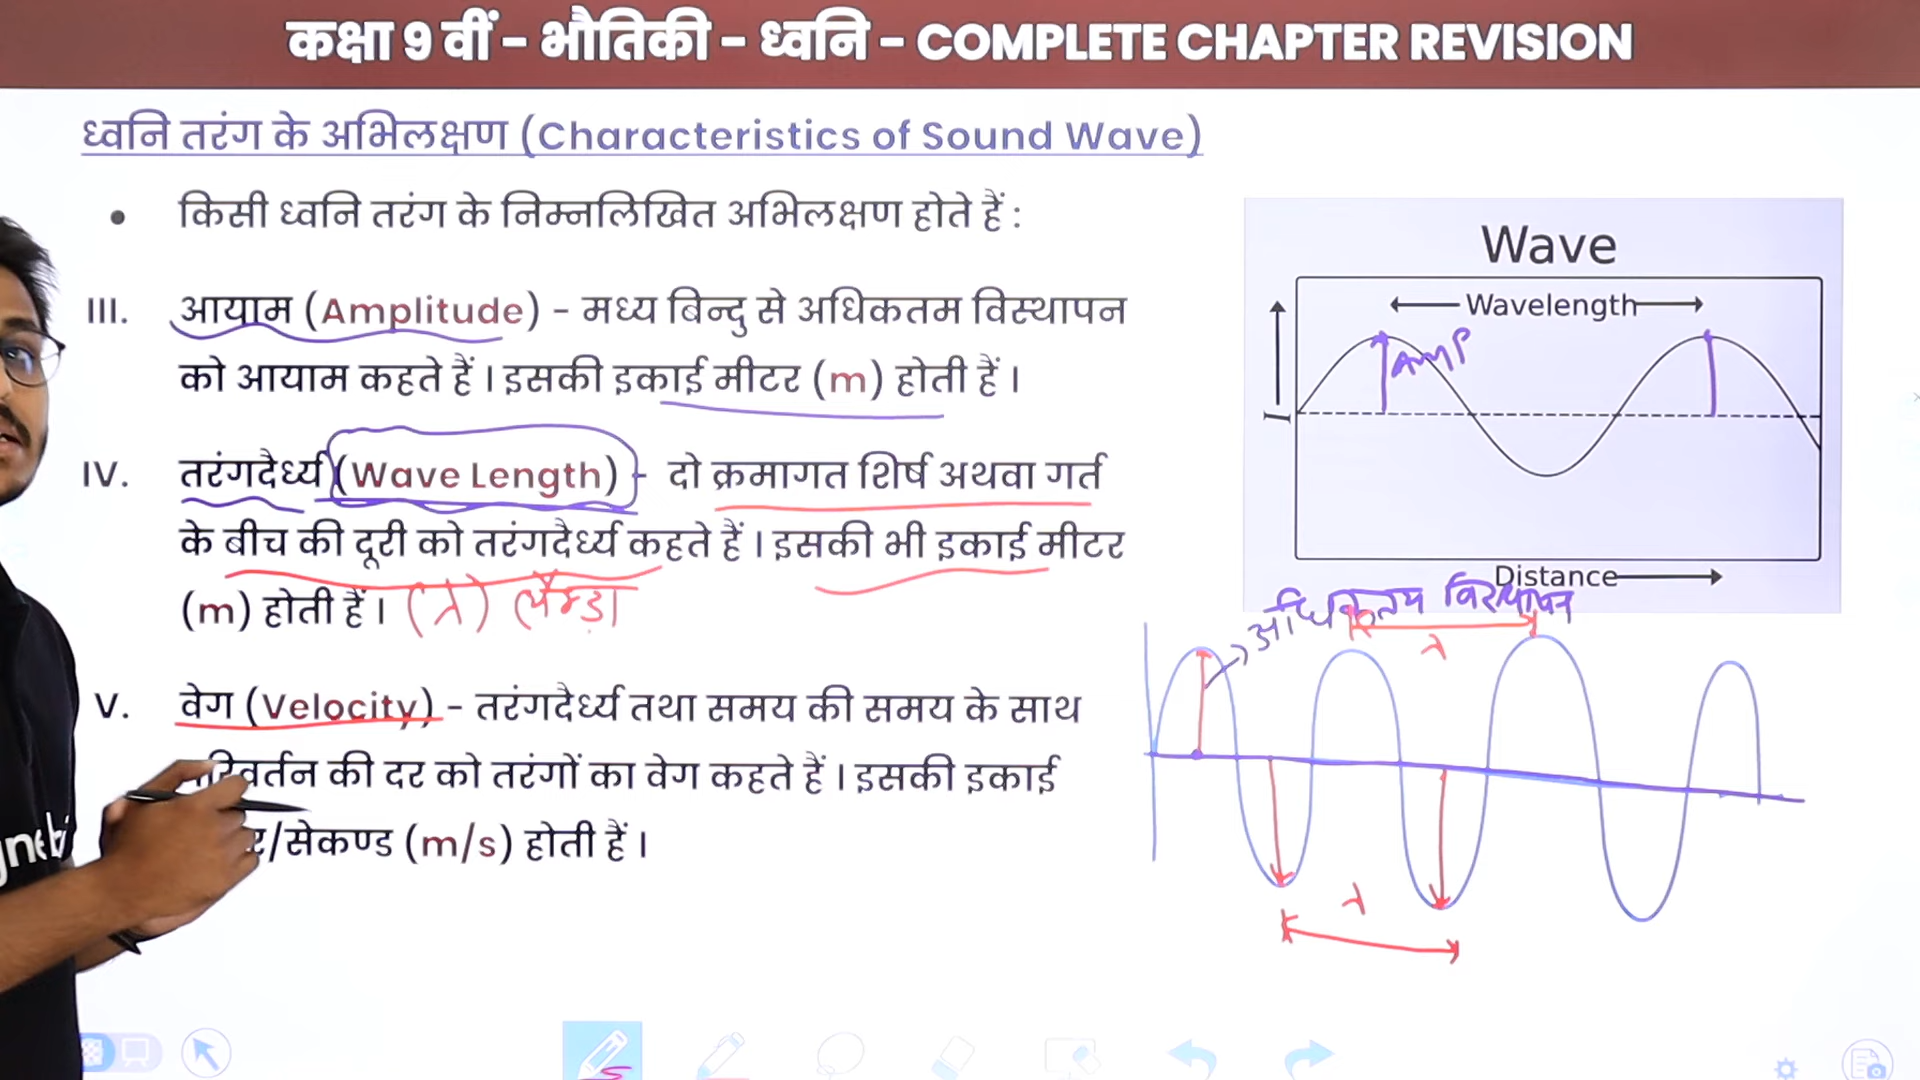 कक्षा 9 वीं – भौतिकी – ध्वनि – COMPLETE CHAPTER REVISION
ध्वनि तरंग के अभिलक्षण (Characteristics of Sound Wave)
• किसी ध्वनि तरंग के निम्नलिखित अभिलक्षण होते हैं :
III. आयाम (Amplitude) – मध्य बिन्दु से अधिकतम विस्थापन
को आयाम कहते हैं । इसकी इकाई मीटर (m) होती हैं ।
IV. तरंगदैर्ध्य (Wave Length) - दो क्रमागत शिर्ष अथवा गर्त
के बीच की दूरी को तरंगदैर्ध्य कहते हैं । इसकी भी इकाई मीटर
(m) होती हैं । (λ)
V. वेग (Velocity) – तरंगदैर्ध्य तथा समय की समय के साथ
की दर को तरंगों का वेग कहते हैं । इसकी इकाई
/सेकण्ड (m/s) होती हैं ।
Wave
Wavelength
Amp
I
Distance
अधिकतम विस्थापन
λ
λ